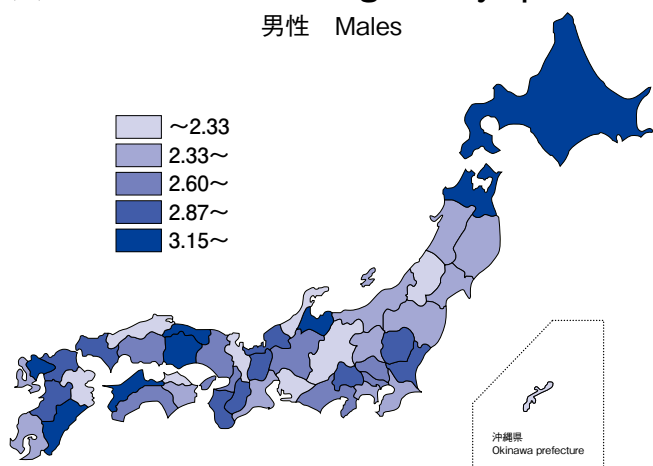 男性 Males
～2.33
2.33～
2.60～
2.87～
3.15～
沖縄県
Okinawa prefecture